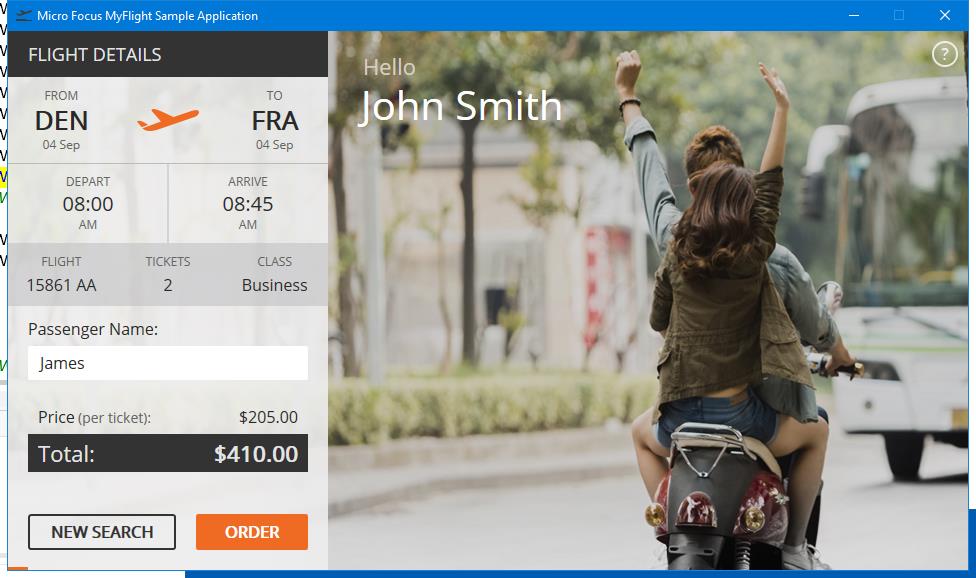 Micro Focus MyFlight Sample Application
FLIGHT DETAILS
FROM
TO
DEN
FRA
04 Sep
04 Sep
DEPART
ARRIVE
08:00
08:45
AM
AM
FLIGHT
TICKETS
CLASS
15861 AA
2
Business
Passenger Name:
James
Price (per ticket):
$205.00
Total:
$410.00
NEW SEARCH
ORDER
Hello
John Smith
?